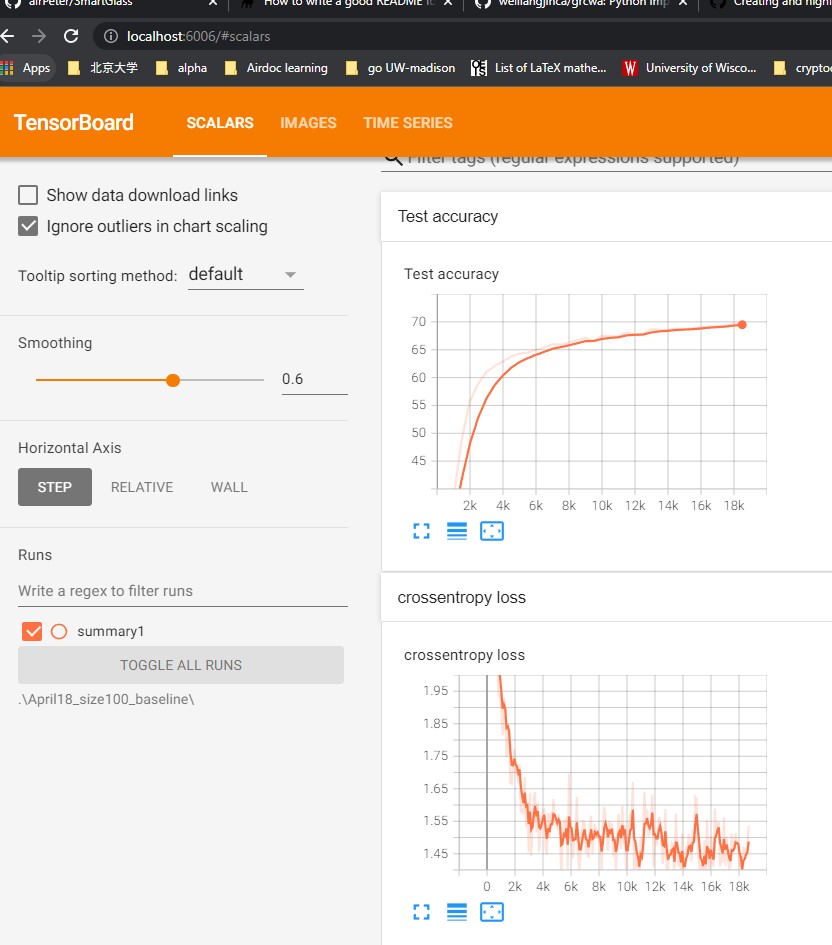 airPeter/SmartGlass
How to write a good README fo
weiliangjinca/grcwa: Python imp
Creating and highl
localhost:6006/#scalars
Apps 北京大学 alpha Airdoc learning go UW-madison List of LaTeX mathe... University of Wisco... cryptoc
TensorBoard SCALARS IMAGES TIME SERIES
Filter tags (regular expressions supported)
Show data download links
Ignore outliers in chart scaling
Tooltip sorting method: default
Smoothing
0.6
Horizontal Axis
STEP RELATIVE WALL
Runs
Write a regex to filter runs
summary1
TOGGLE ALL RUNS
.\April18_size100_baseline\
Test accuracy
Test accuracy
70
65
60
55
50
45
2k 4k 6k 8k 10k 12k 14k 16k 18k
crossentropy loss
crossentropy loss
1.95
1.85
1.75
1.65
1.55
1.45
0 2k 4k 6k 8k 10k 12k 14k 16k 18k